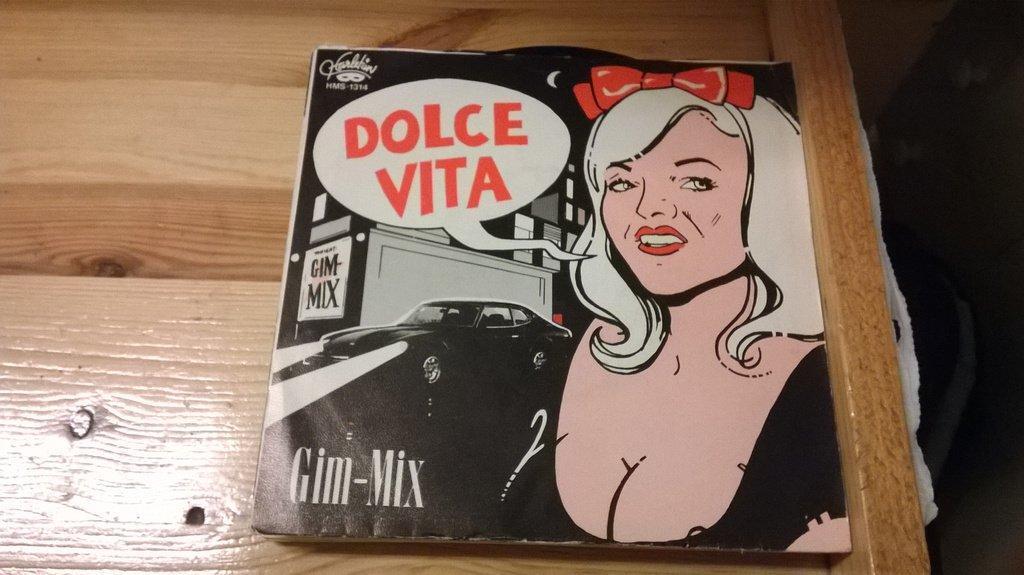 HMS-1314
DOLCE
VITA
GIM-
MIX
Gim-Mix